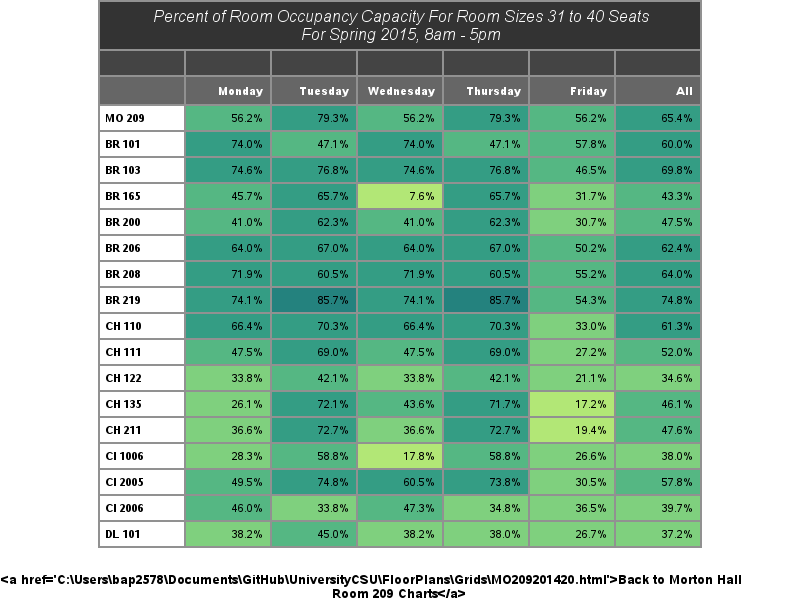 Percent of Room Occupancy Capacity For Room Sizes 31 to 40 Seats
For Spring 2015, 8am - 5pm
Monday Tuesday Wednesday Thursday Friday All
MO 209 56.2% 79.3% 56.2% 79.3% 56.2% 65.4%
BR 101 74.0% 47.1% 74.0% 47.1% 57.8% 60.0%
BR 103 74.6% 76.8% 74.6% 76.8% 46.5% 69.8%
BR 165 45.7% 65.7% 7.6% 65.7% 31.7% 43.3%
BR 200 41.0% 62.3% 41.0% 62.3% 30.7% 47.5%
BR 206 64.0% 67.0% 64.0% 67.0% 50.2% 62.4%
BR 208 71.9% 60.5% 71.9% 60.5% 55.2% 64.0%
BR 219 74.1% 85.7% 74.1% 85.7% 54.3% 74.8%
CH 110 66.4% 70.3% 66.4% 70.3% 33.0% 61.3%
CH 111 47.5% 69.0% 47.5% 69.0% 27.2% 52.0%
CH 122 33.8% 42.1% 33.8% 42.1% 21.1% 34.6%
CH 135 26.1% 72.1% 43.6% 71.7% 17.2% 46.1%
CH 211 36.6% 72.7% 36.6% 72.7% 19.4% 47.6%
CI 1006 28.3% 58.8% 17.8% 58.8% 26.6% 38.0%
CI 2005 49.5% 74.8% 60.5% 73.8% 30.5% 57.8%
CI 2006 46.0% 33.8% 47.3% 34.8% 36.5% 39.7%
DL 101 38.2% 45.0% 38.2% 38.0% 26.7% 37.2%
<a href='C:\Users\bap2578\Documents\GitHub\UniversityCSU\FloorPlans\Grids\MO209201420.html'>Back to Morton Hall
Room 209 Charts</a>